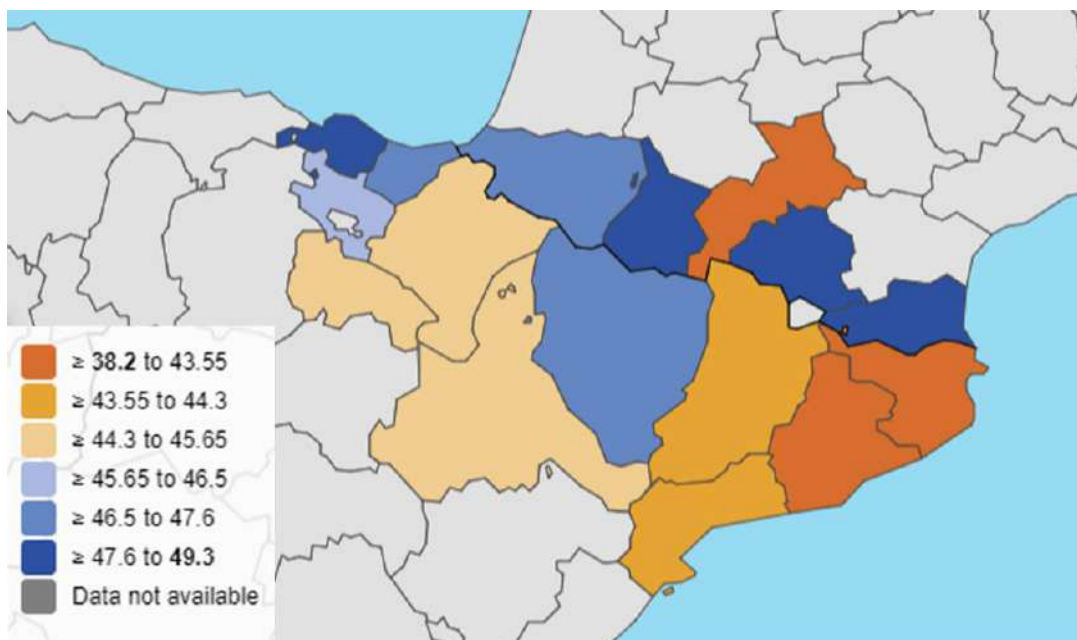 ≥ 38.2 to 43.55
≥ 43.55 to 44.3
≥ 44.3 to 45.65
≥ 45.65 to 46.5
≥ 46.5 to 47.6
≥ 47.6 to 49.3
Data not available